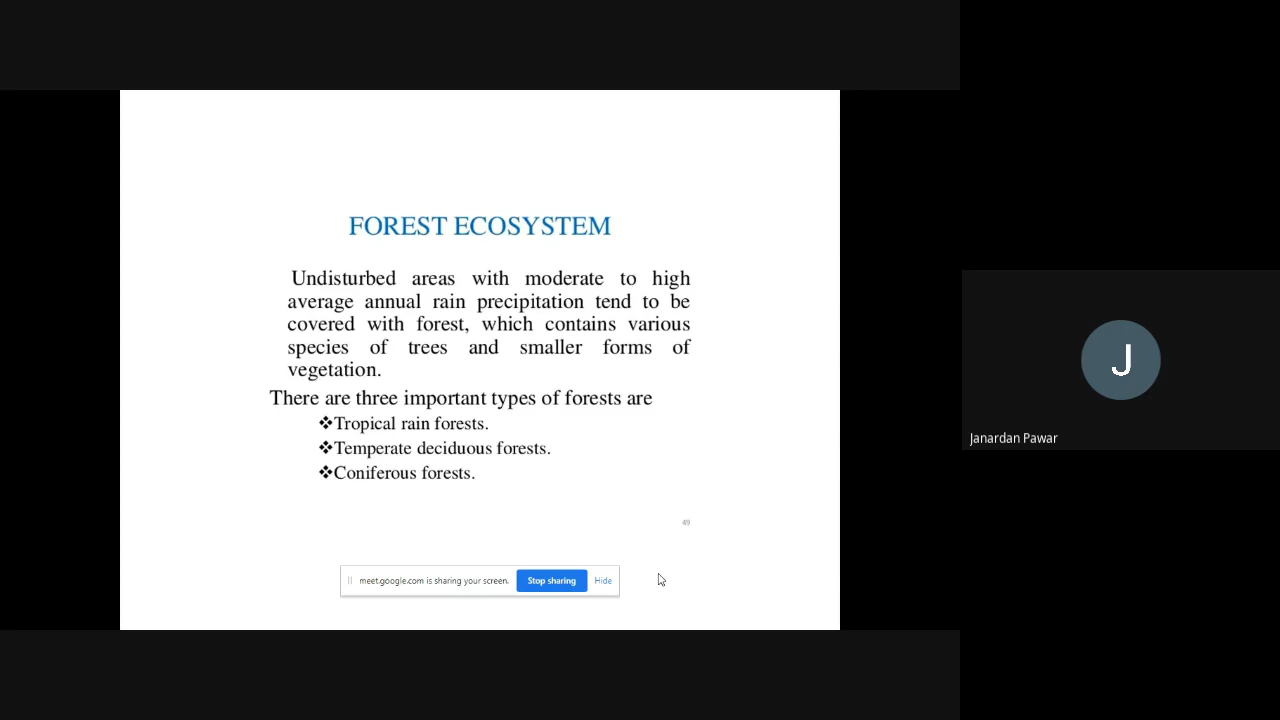 FOREST ECOSYSTEM
Undisturbed areas with moderate to high
average annual rain precipitation tend to be
covered with forest, which contains various
species of trees and smaller forms of
vegetation.
There are three important types of forests are
❖Tropical rain forests.
❖Temperate deciduous forests.
❖Coniferous forests.
49
meet.google.com is sharing your screen. Stop sharing Hide
J
Janardan Pawar